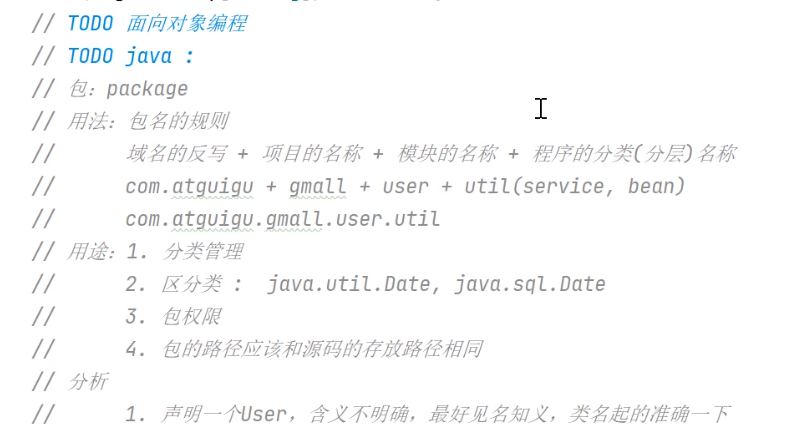 // TODO 面向对象编程
// TODO java :
// 包: package
// 用法: 包名的规则
// 域名的反写 + 项目的名称 + 模块的名称 + 程序的分类(分层)名称
// com.atguigu + gmall + user + util(service, bean)
// com.atguigu.gmall.user.util
// 用途: 1. 分类管理
// 2. 区分类 : java.util.Date, java.sql.Date
// 3. 包权限
// 4. 包的路径应该和源码的存放路径相同
// 分析
// 1. 声明一个User, 含义不明确, 最好见名知义, 类名起的准确一下